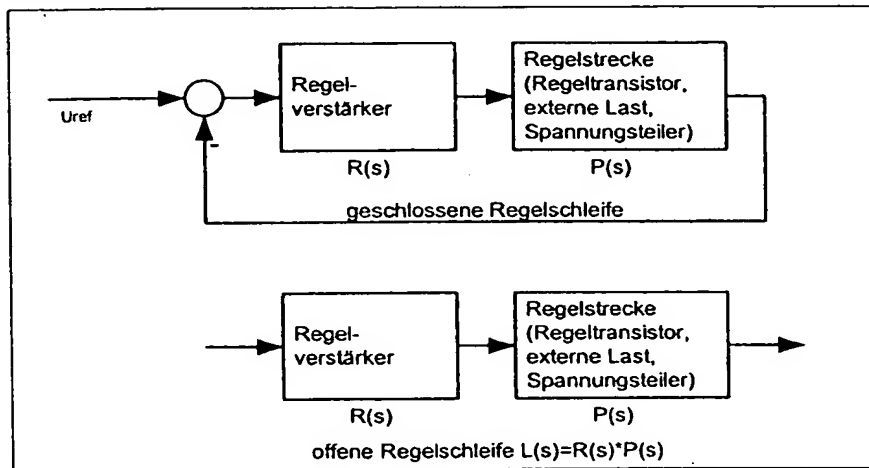 Uref
-
Regel-
verstärker
R(s)
Regelstrecke
(Regeltransistor,
externe Last,
Spannungsteiler)
P(s)
geschlossene Regelschleife
Regel-
verstärker
R(s)
Regelstrecke
(Regeltransistor,
externe Last,
Spannungsteiler)
P(s)
offene Regelschleife L(s)=R(s)*P(s)